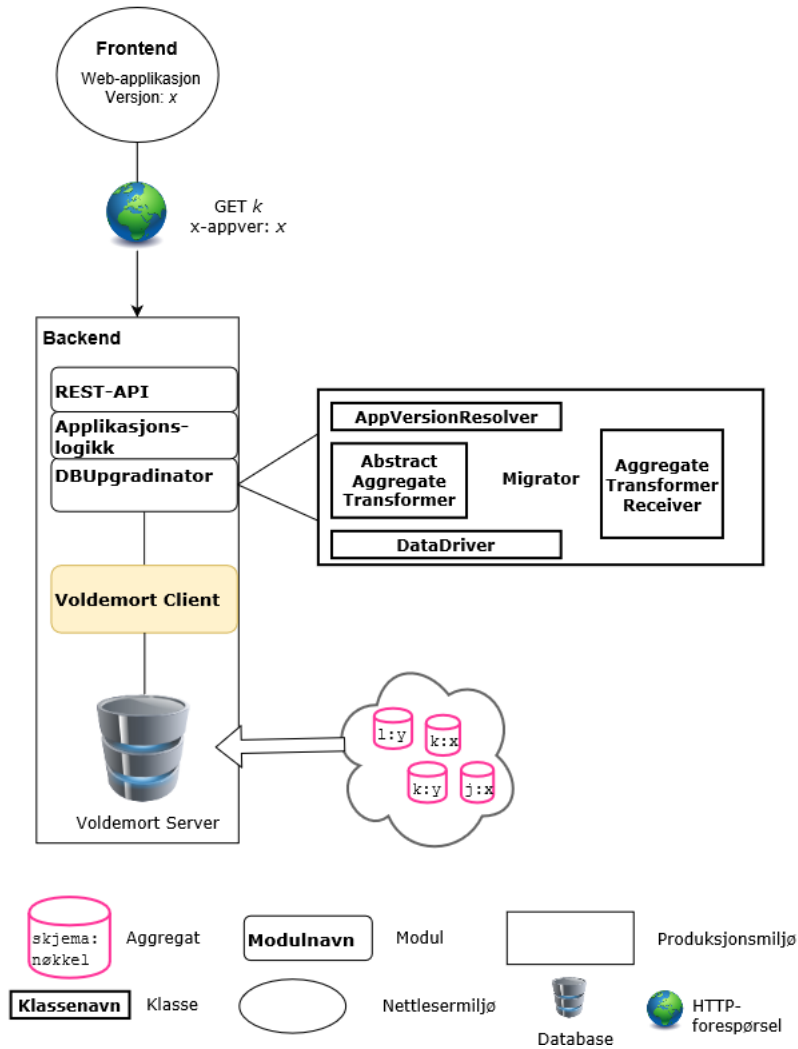 Frontend
Web-applikasjon
Versjon: x
GET k
x-appver: x
Backend
REST-API
Applikasjons-
logikk
DBUpgradinator
AppVersionResolver
Abstract
Aggregate
Transformer
Migrator
Aggregate
Transformer
Receiver
DataDriver
Voldemort Client
l:y
k:x
k:y
j:x
Voldemort Server
skjema:
nøkkel
Aggregat
Modulnavn
Modul
Produksjonsmiljø
Klassenavn
Klasse
Nettlesermiljø
Database
HTTP-
forespørsel